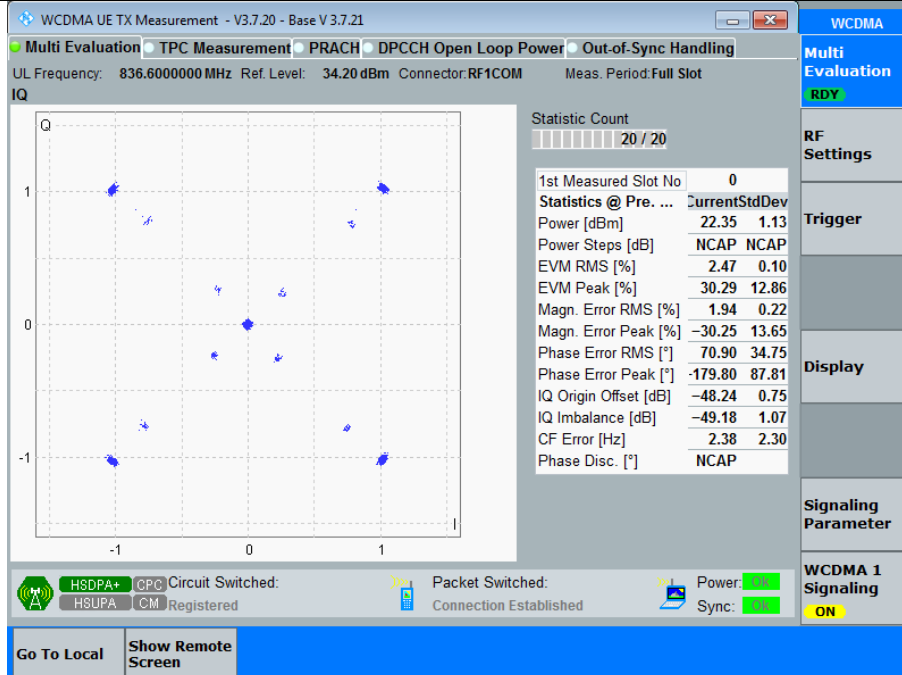 WCDMA UE TX Measurement - V3.7.20 - Base V 3.7.21
WCDMA
Multi Evaluation TPC Measurement PRACH DPCCH Open Loop Power Out-of-Sync Handling
UL Frequency: 836.6000000 MHz Ref. Level: 34.20 dBm Connector: RF1COM Meas. Period: Full Slot
IQ
Q
1
0
-1
-1 0 1
I
Statistic Count
20 / 20
1st Measured Slot No 0
Statistics @ Pre. ... Current StdDev
Power [dBm] 22.35 1.13
Power Steps [dB] NCAP NCAP
EVM RMS [%] 2.47 0.10
EVM Peak [%] 30.29 12.86
Magn. Error RMS [%] 1.94 0.22
Magn. Error Peak [%] −30.25 13.65
Phase Error RMS [°] 70.90 34.75
Phase Error Peak [°] -179.80 87.81
IQ Origin Offset [dB] −48.24 0.75
IQ Imbalance [dB] −49.18 1.07
CF Error [Hz] 2.38 2.30
Phase Disc. [°] NCAP
Multi
Evaluation
RDY
RF
Settings
Trigger
Display
Signaling
Parameter
WCDMA 1
Signaling
ON
HSDPA+ CPC Circuit Switched: Packet Switched: Power: Ok
HSUPA CM Registered Connection Established Sync: Ok
Go To Local
Show Remote
Screen